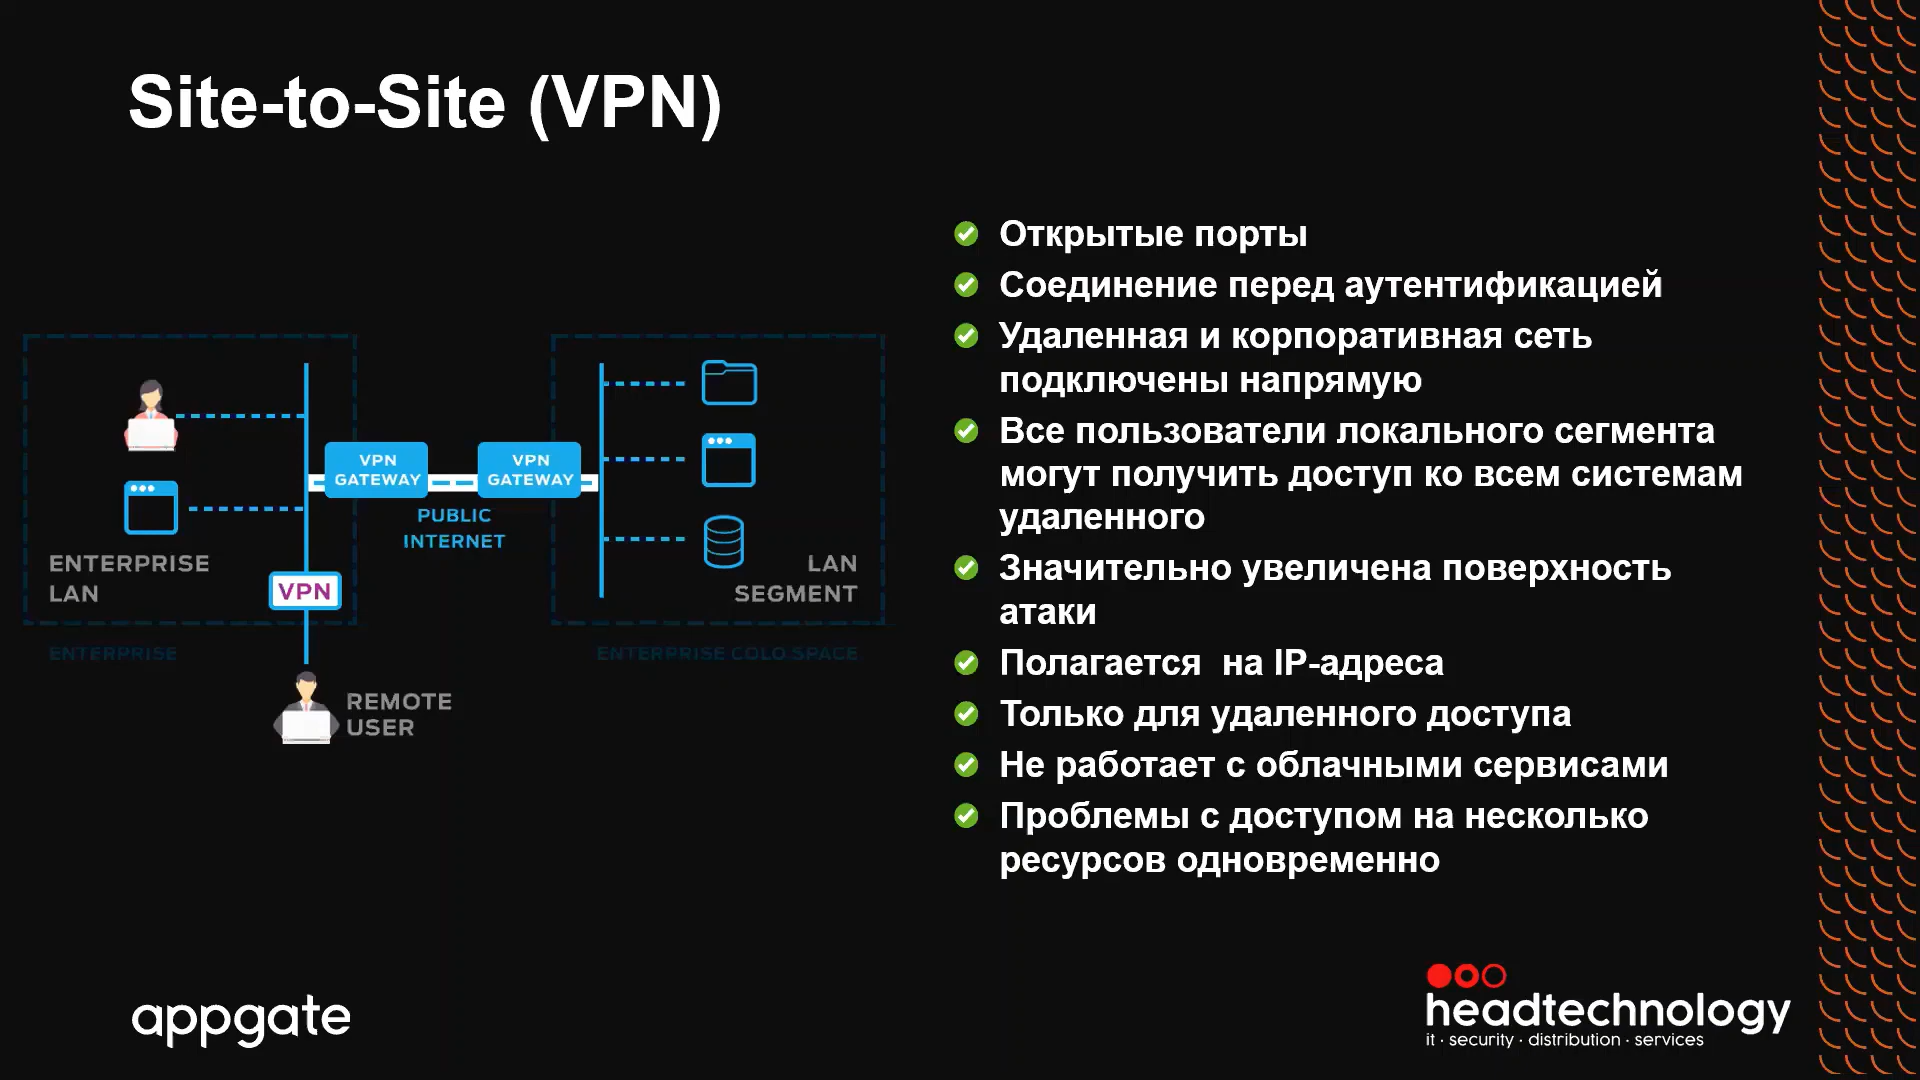 Site-to-Site (VPN)
Открытые порты
Соединение перед аутентификацией
Удаленная и корпоративная сеть
подключены напрямую
Все пользователи локального сегмента
могут получить доступ ко всем системам
удаленного
Значительно увеличена поверхность
атаки
Полагается  на IP-адреса
Только для удаленного доступа
Не работает с облачными сервисами
Проблемы с доступом на несколько
ресурсов одновременно
VPN
GATEWAY
VPN
GATEWAY
PUBLIC
INTERNET
ENTERPRISE
LAN
VPN
LAN
SEGMENT
ENTERPRISE
ENTERPRISE COLO SPACE
REMOTE
USER
appgate
headtechnology
it · security · distribution · services